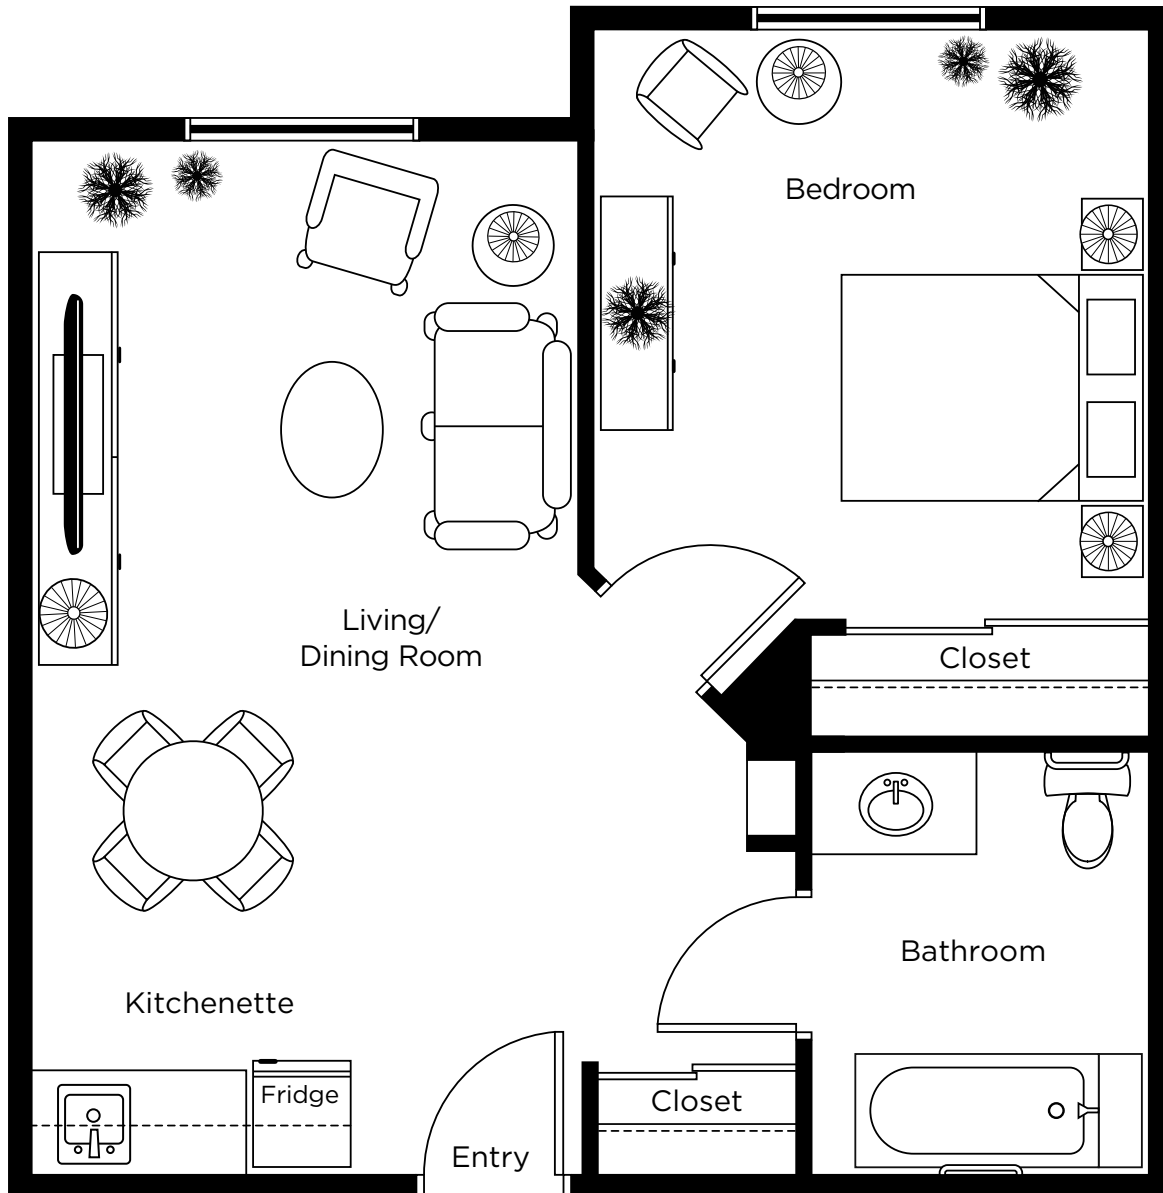 Bedroom
Living/
Dining Room
Closet
Bathroom
Kitchenette
Fridge
Closet
Entry